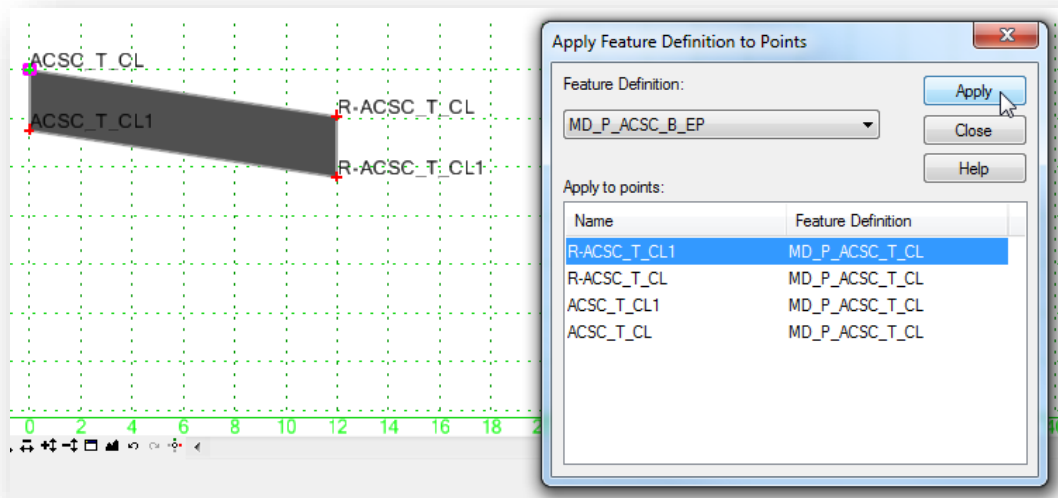 ACSC_T_CL
R-ACSC_T_CL
ACSC_T_CL1
R-ACSC_T_CL1
0 2 4 6 8 10 12 14 16 18
Apply Feature Definition to Points
Feature Definition:
MD_P_ACSC_B_EP
Apply
Close
Help
Apply to points:
Name Feature Definition
R-ACSC_T_CL1 MD_P_ACSC_T_CL
R-ACSC_T_CL MD_P_ACSC_T_CL
ACSC_T_CL1 MD_P_ACSC_T_CL
ACSC_T_CL MD_P_ACSC_T_CL